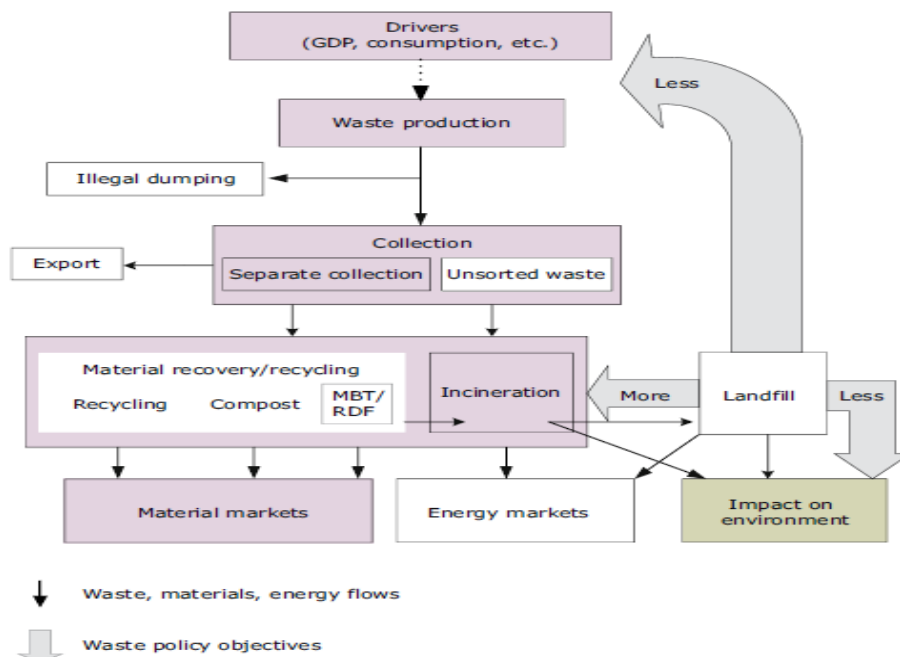 Drivers
(GDP, consumption, etc.)
Less
Waste production
Illegal dumping
Collection
Export
Separate collection
Unsorted waste
Material recovery/recycling
Recycling
Compost
MBT/
RDF
Incineration
More
Landfill
Less
Material markets
Energy markets
Impact on
environment
Waste, materials, energy flows
Waste policy objectives